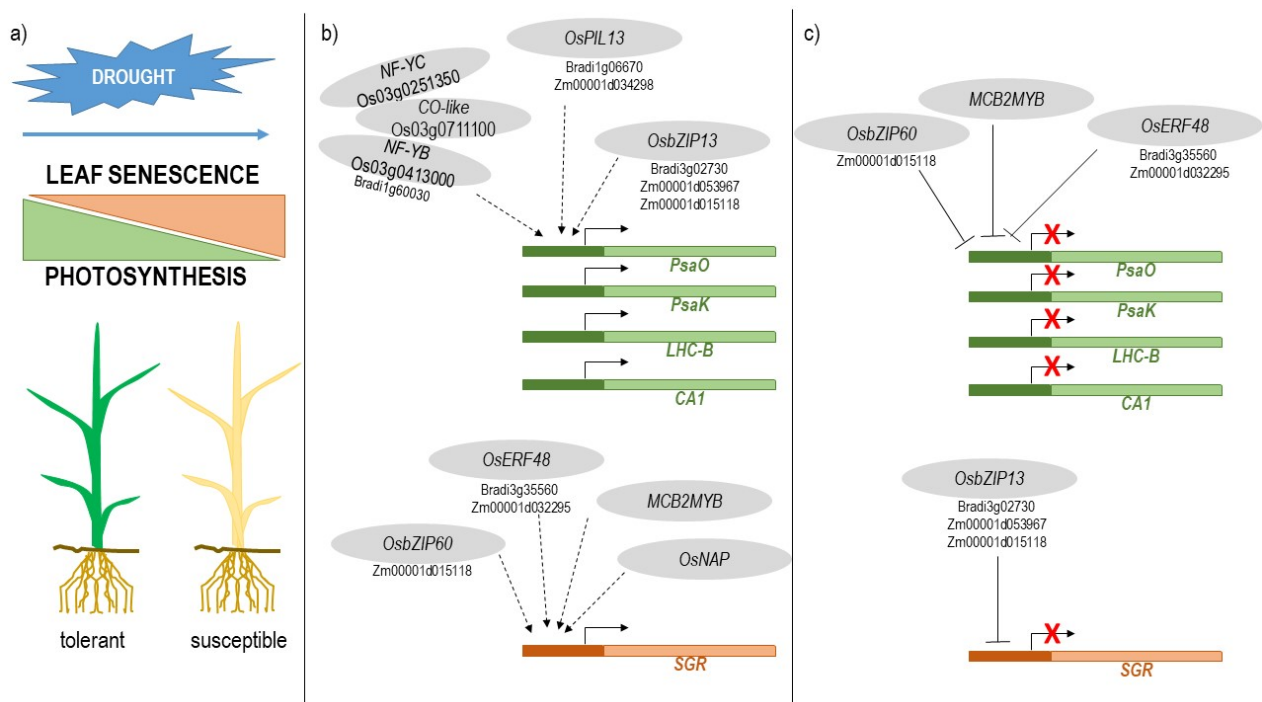 a)
DROUGHT
LEAF SENESCENCE
PHOTOSYNTHESIS
tolerant
susceptible
b)
NF-YC
Os03g0251350
CO-like
Os03g0711100
NF-YB
Os03g0413000
Bradi1g60030
OsPIL13
Bradi1g06670
Zm00001d034298
OsbZIP13
Bradi3g02730
Zm00001d053967
Zm00001d015118
PsaO
PsaK
LHC-B
CA1
OsERF48
Bradi3g35560
Zm00001d032295
MCB2MYB
OsbZIP60
Zm00001d015118
OsNAP
SGR
c)
MCB2MYB
OsbZIP60
Zm00001d015118
OsERF48
Bradi3g35560
Zm00001d032295
X
PsaO
X
PsaK
X
LHC-B
X
CA1
OsbZIP13
Bradi3g02730
Zm00001d053967
Zm00001d015118
X
SGR